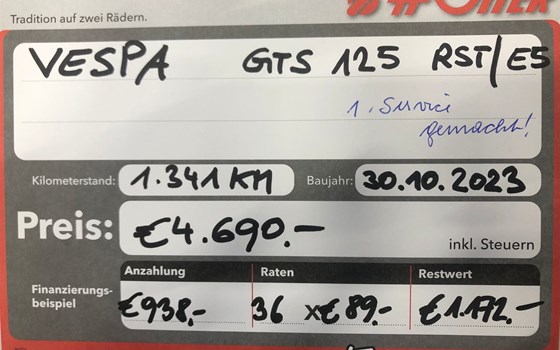 Tradition auf zwei Rädern.
VESPA GTS 125 RST/E5
1. Service
gemacht!
Kilometerstand: 1.341 KM Baujahr: 30.10.2023
Preis: €4.690.- inkl. Steuern
Anzahlung Raten Restwert
Finanzierungs-
beispiel €938,- 36 x €89,- €1.172.-